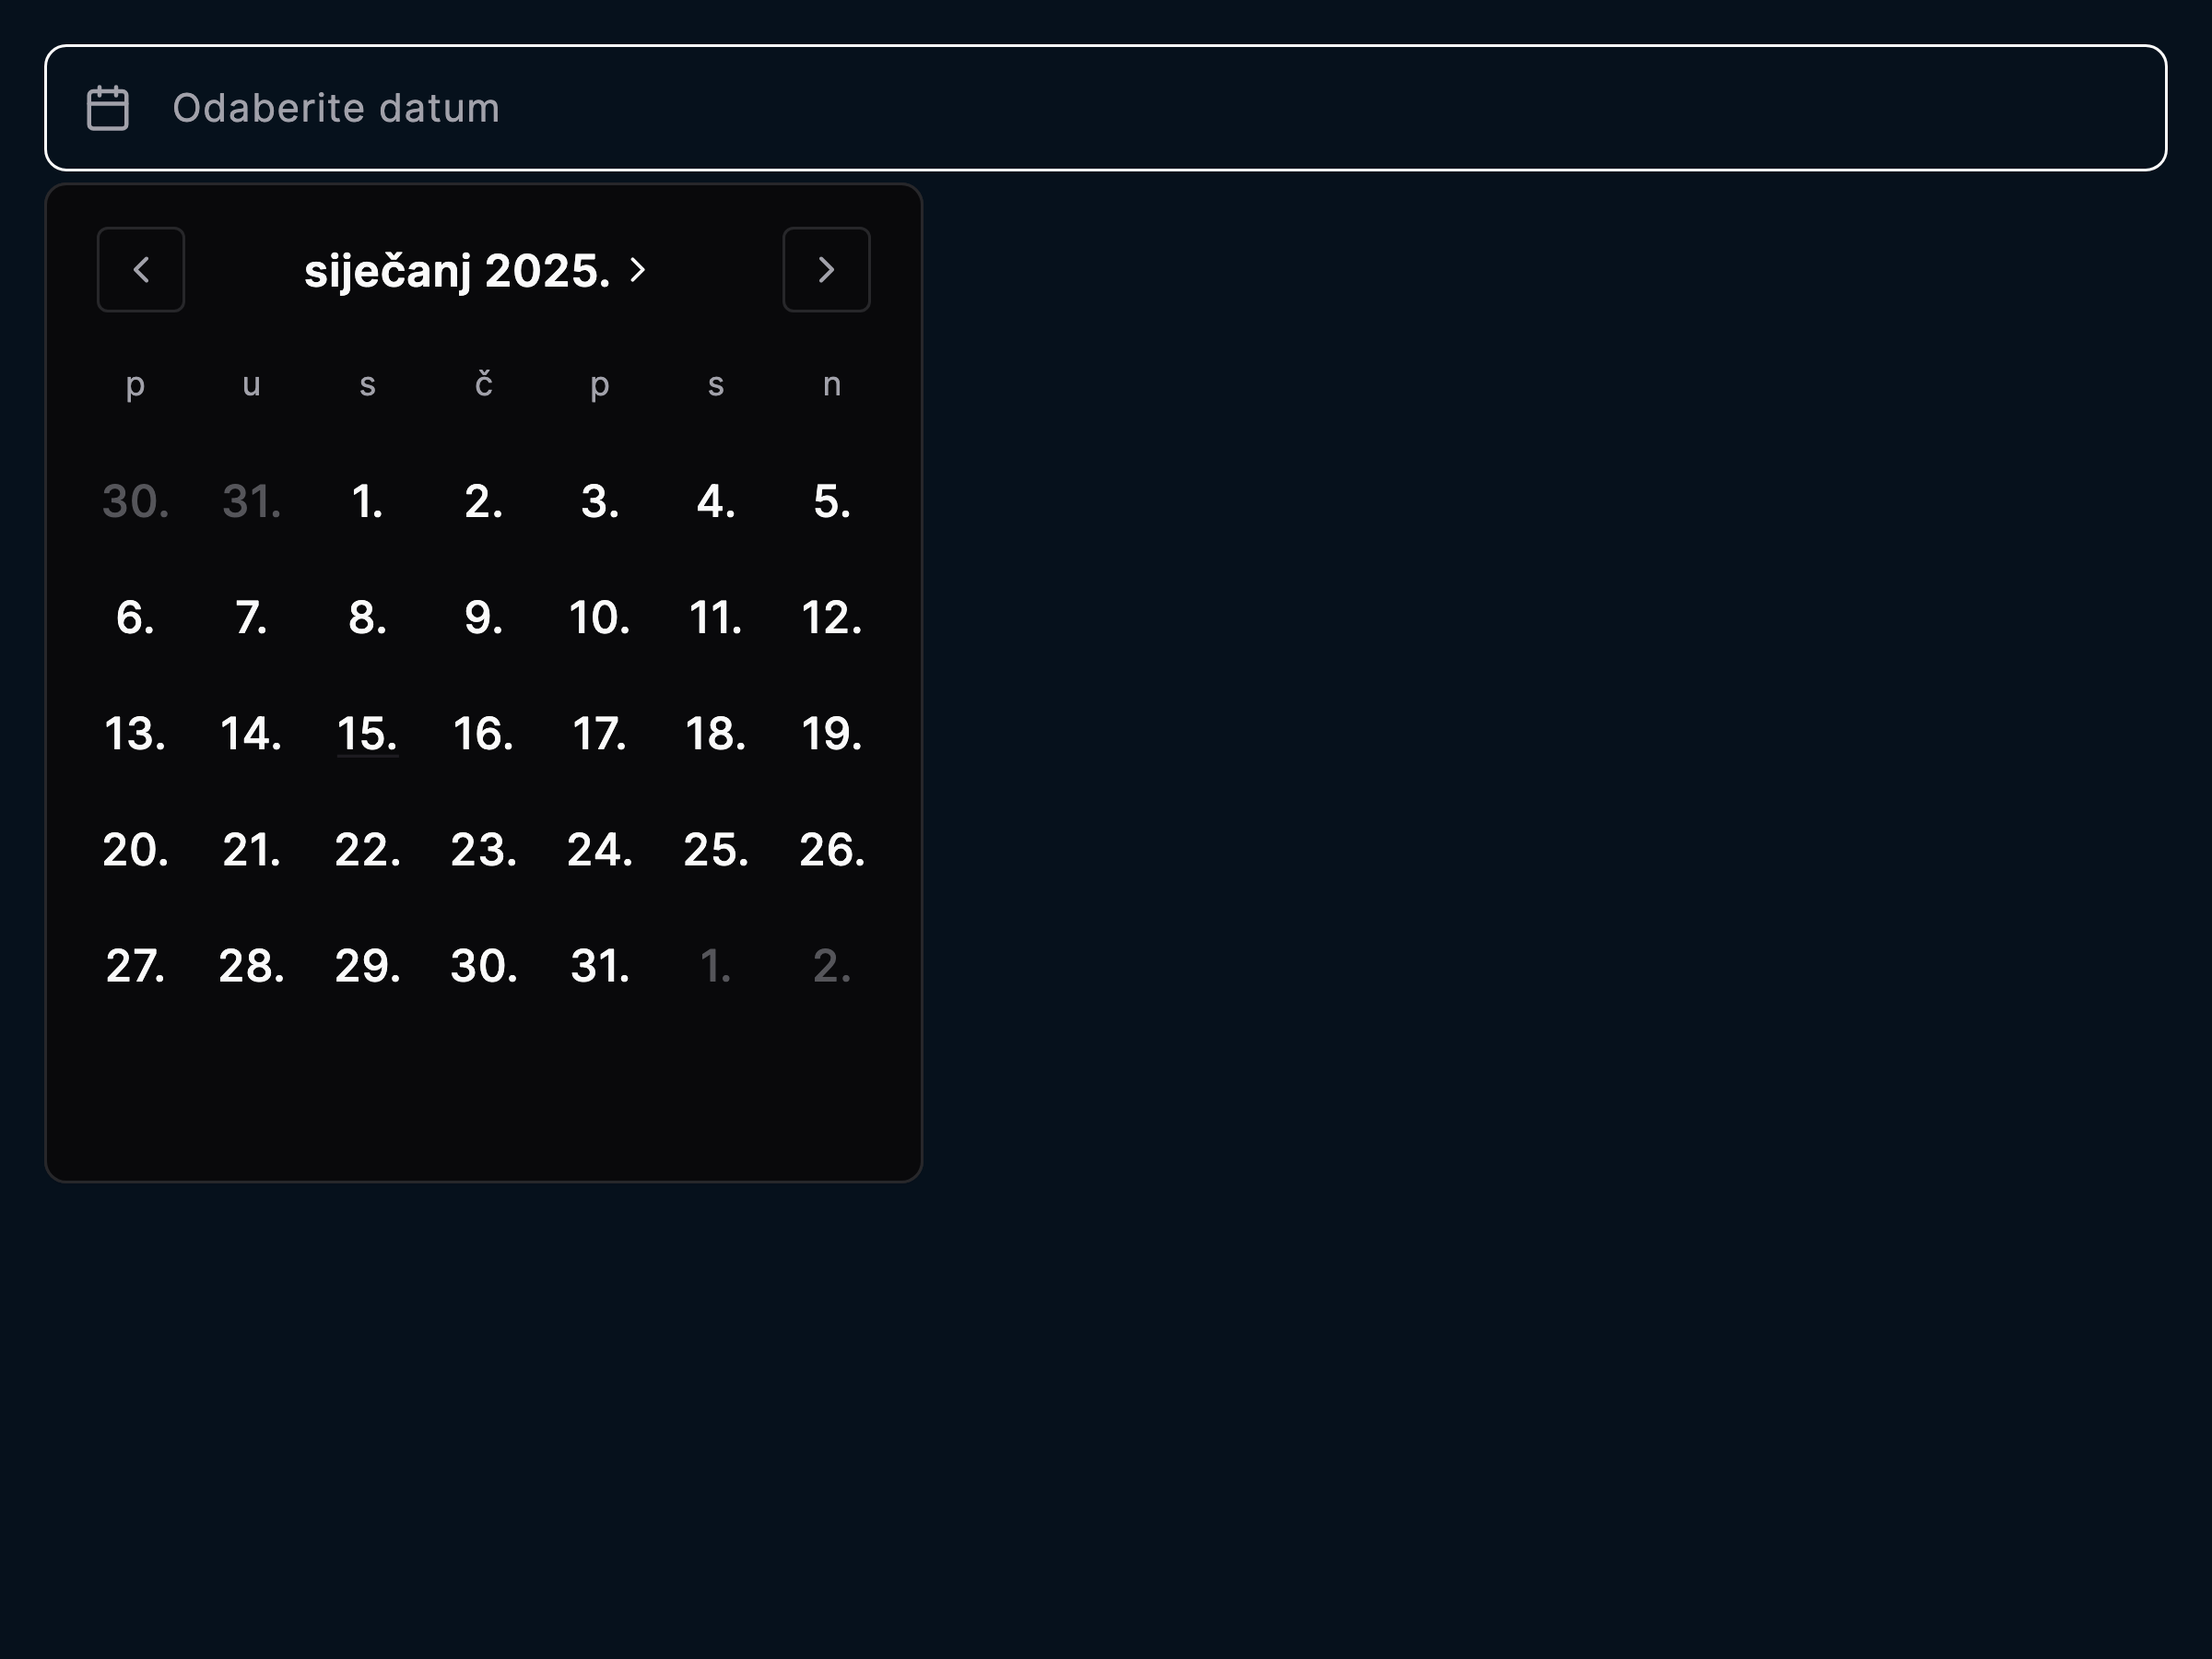 Odaberite datum
siječanj 2025.
p u s č p s n
30. 31. 1. 2. 3. 4. 5.
6. 7. 8. 9. 10. 11. 12.
13. 14. 15. 16. 17. 18. 19.
20. 21. 22. 23. 24. 25. 26.
27. 28. 29. 30. 31. 1. 2.